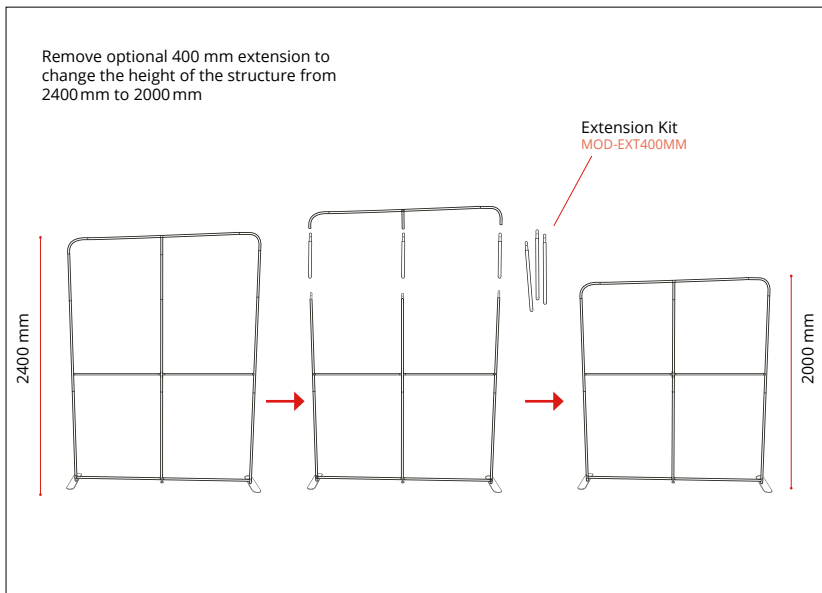 Remove optional 400 mm extension to
change the height of the structure from
2400 mm to 2000 mm
Extension Kit
MOD-EXT400MM
2400 mm
2000 mm